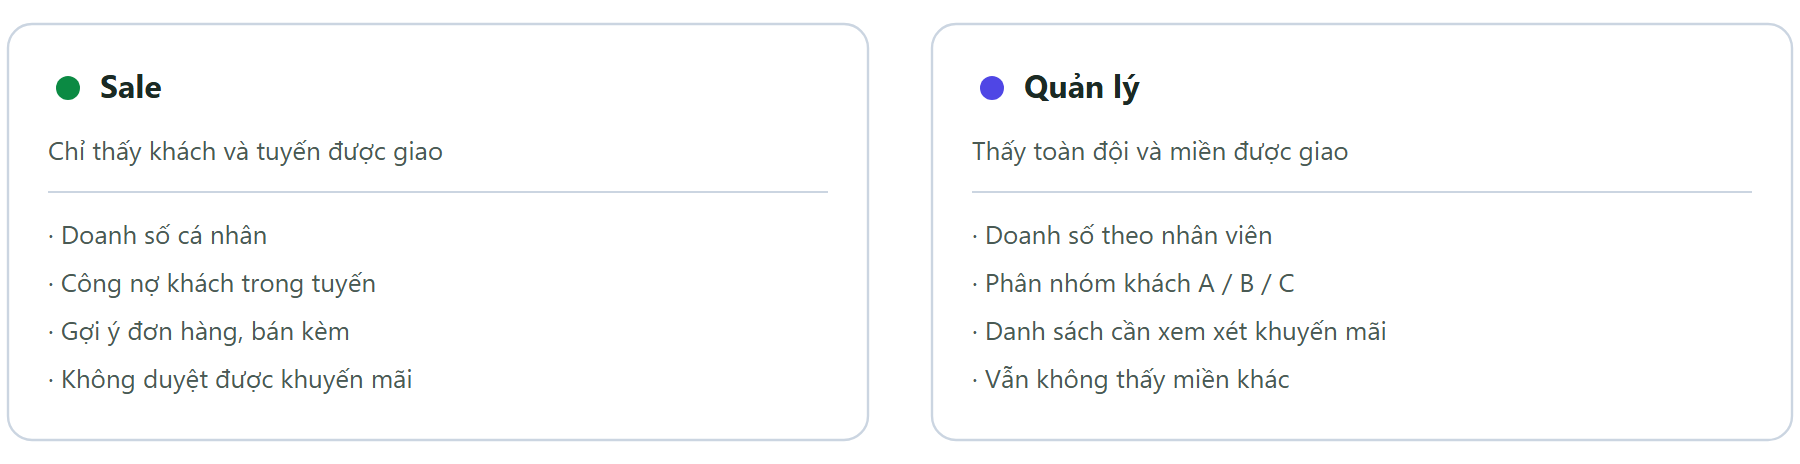 Sale
Chỉ thấy khách và tuyến được giao
· Doanh số cá nhân
· Công nợ khách trong tuyến
· Gợi ý đơn hàng, bán kèm
· Không duyệt được khuyến mãi
Quản lý
Thấy toàn đội và miền được giao
· Doanh số theo nhân viên
· Phân nhóm khách A / B / C
· Danh sách cần xem xét khuyến mãi
· Vẫn không thấy miền khác